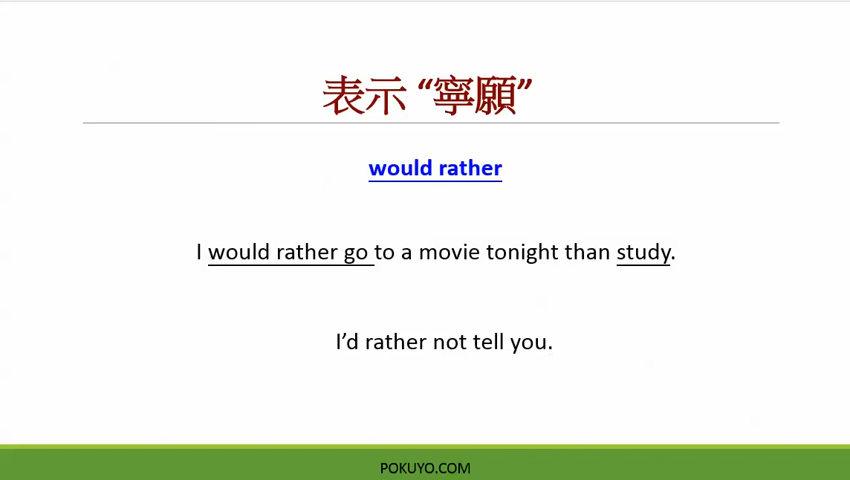 表示 “寧願”
would rather
I would rather go to a movie tonight than study.
I’d rather not tell you.
POKUYO.COM